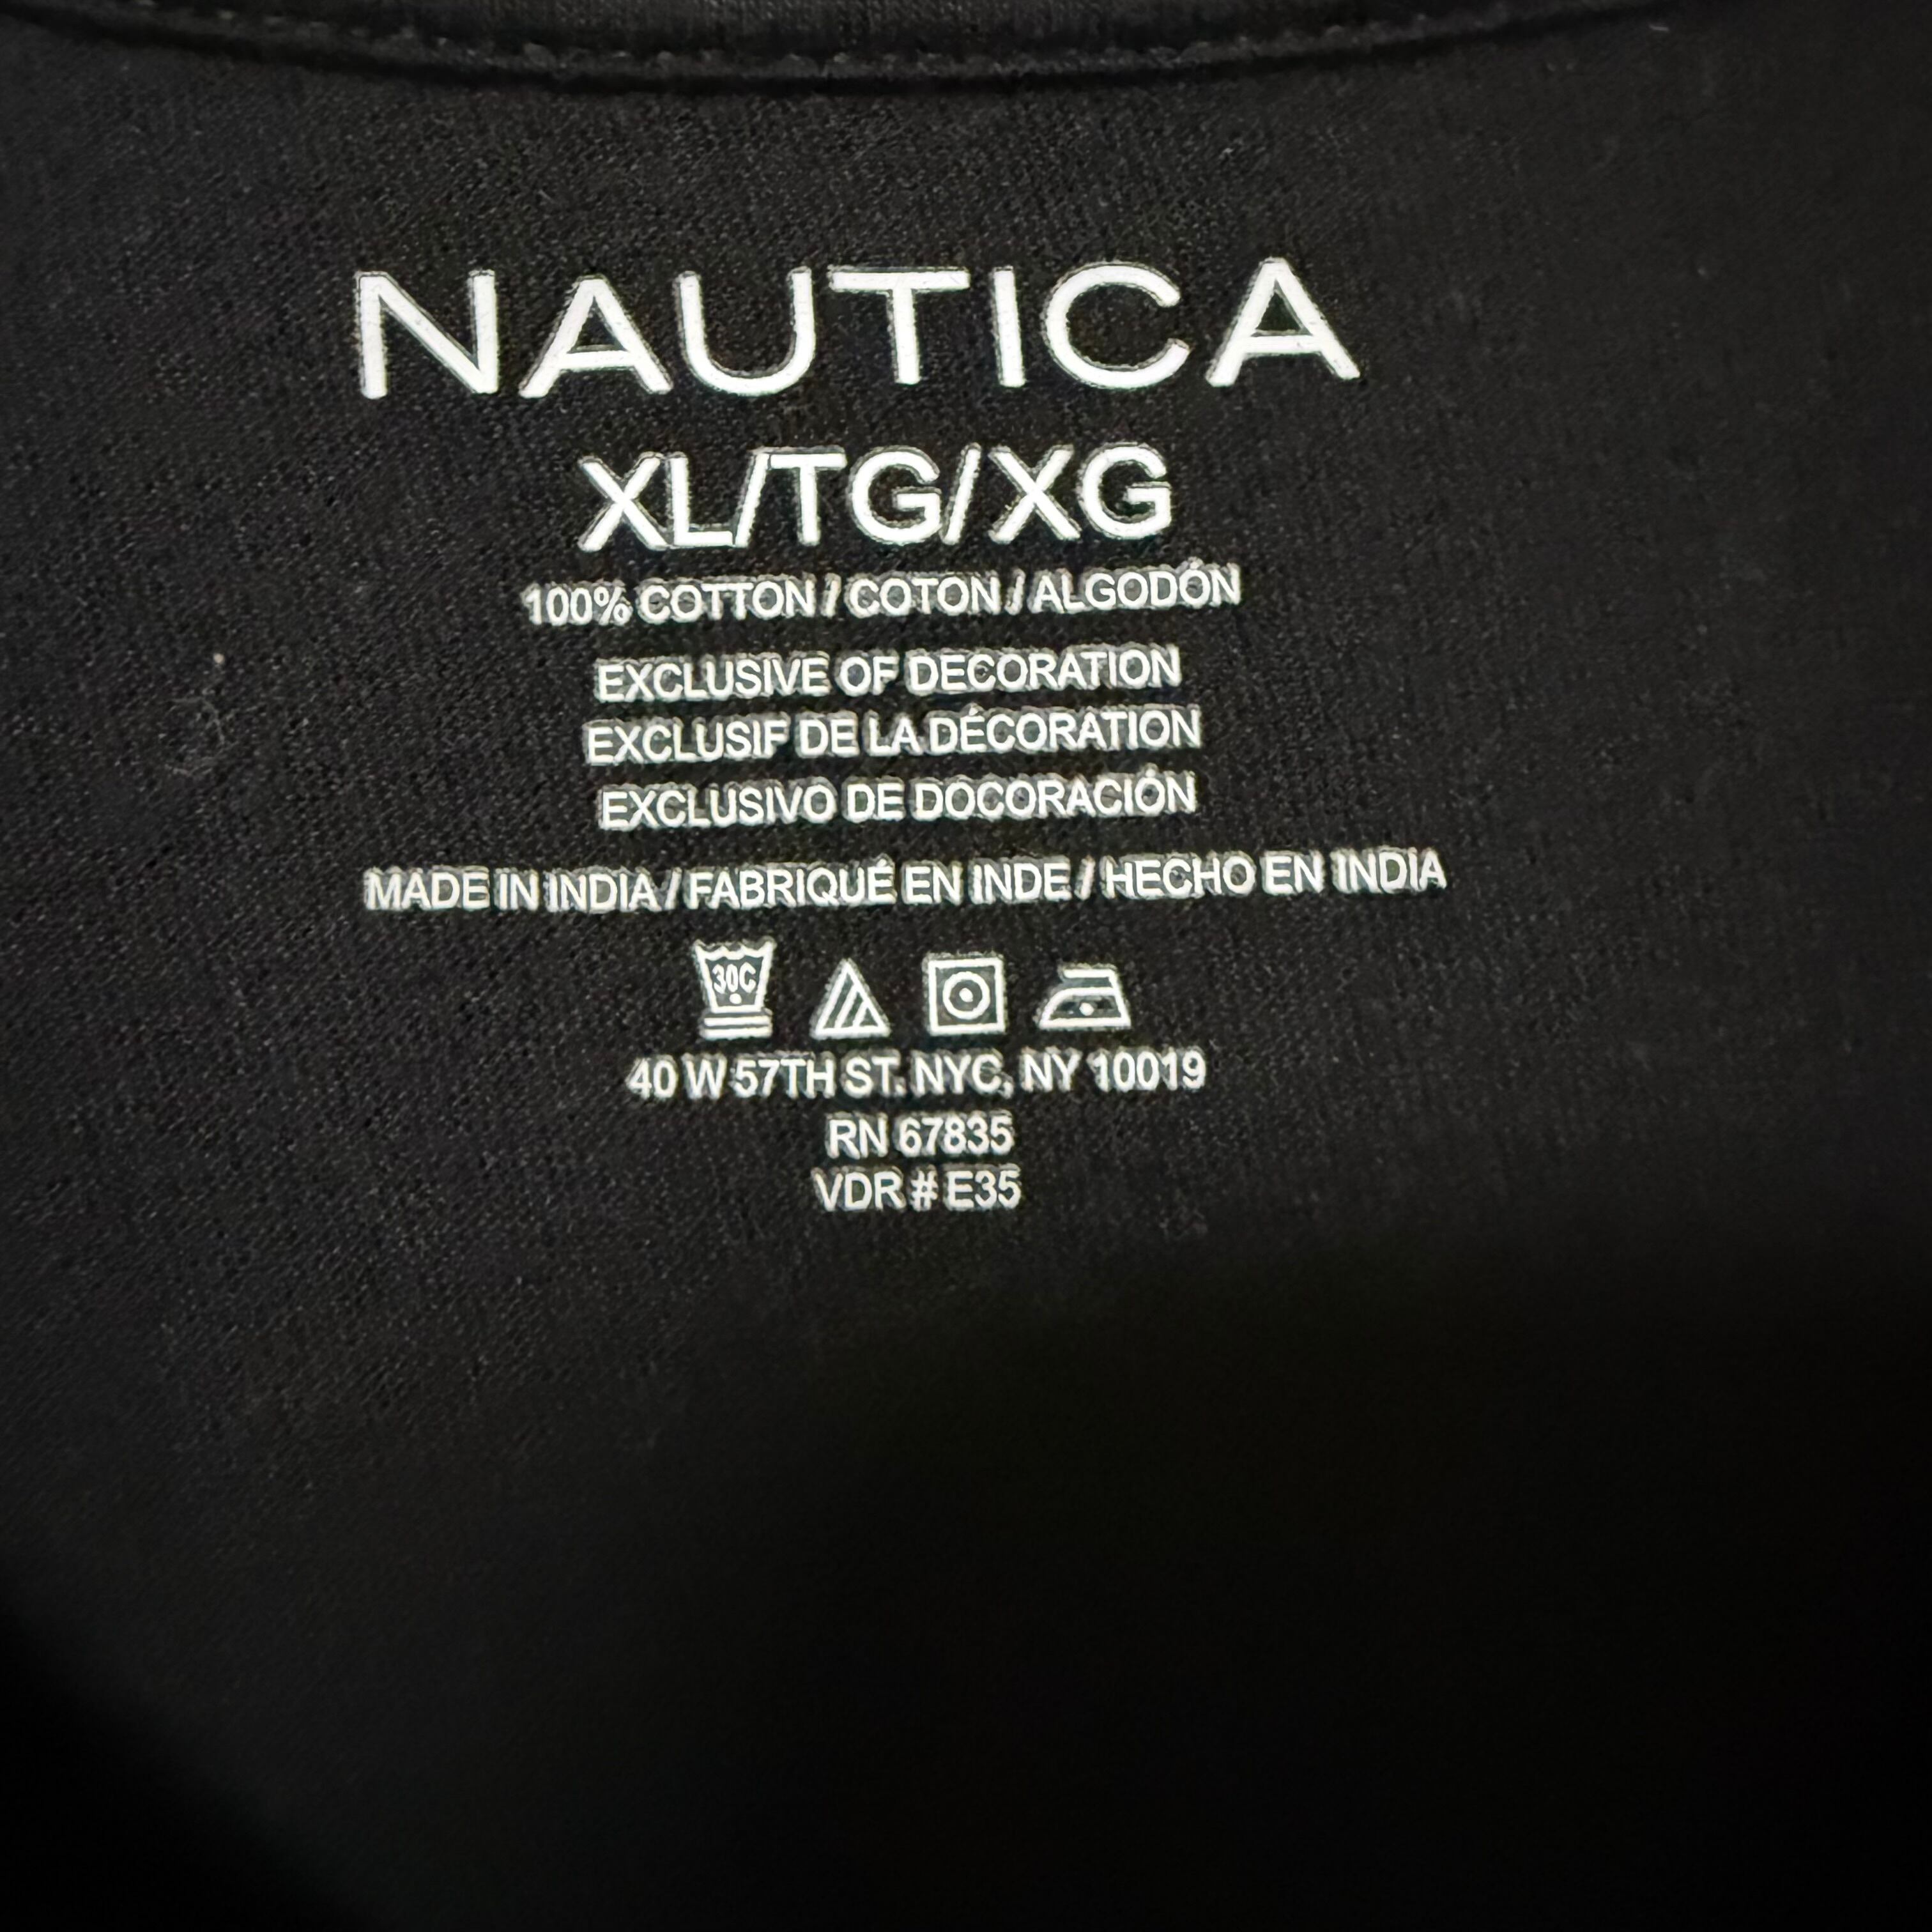 NAUTICA
XL/TG/XG
100% COTTON / COTON / ALGODÓN
EXCLUSIVE OF DECORATION
EXCLUSIF DE LA DÉCORATION
EXCLUSIVO DE DOCORACIÓN
MADE IN INDIA / FABRIQUÉ EN INDE / HECHO EN INDIA
30C
40 W 57TH ST. NYC, NY 10019
RN 67835
VDR # E35